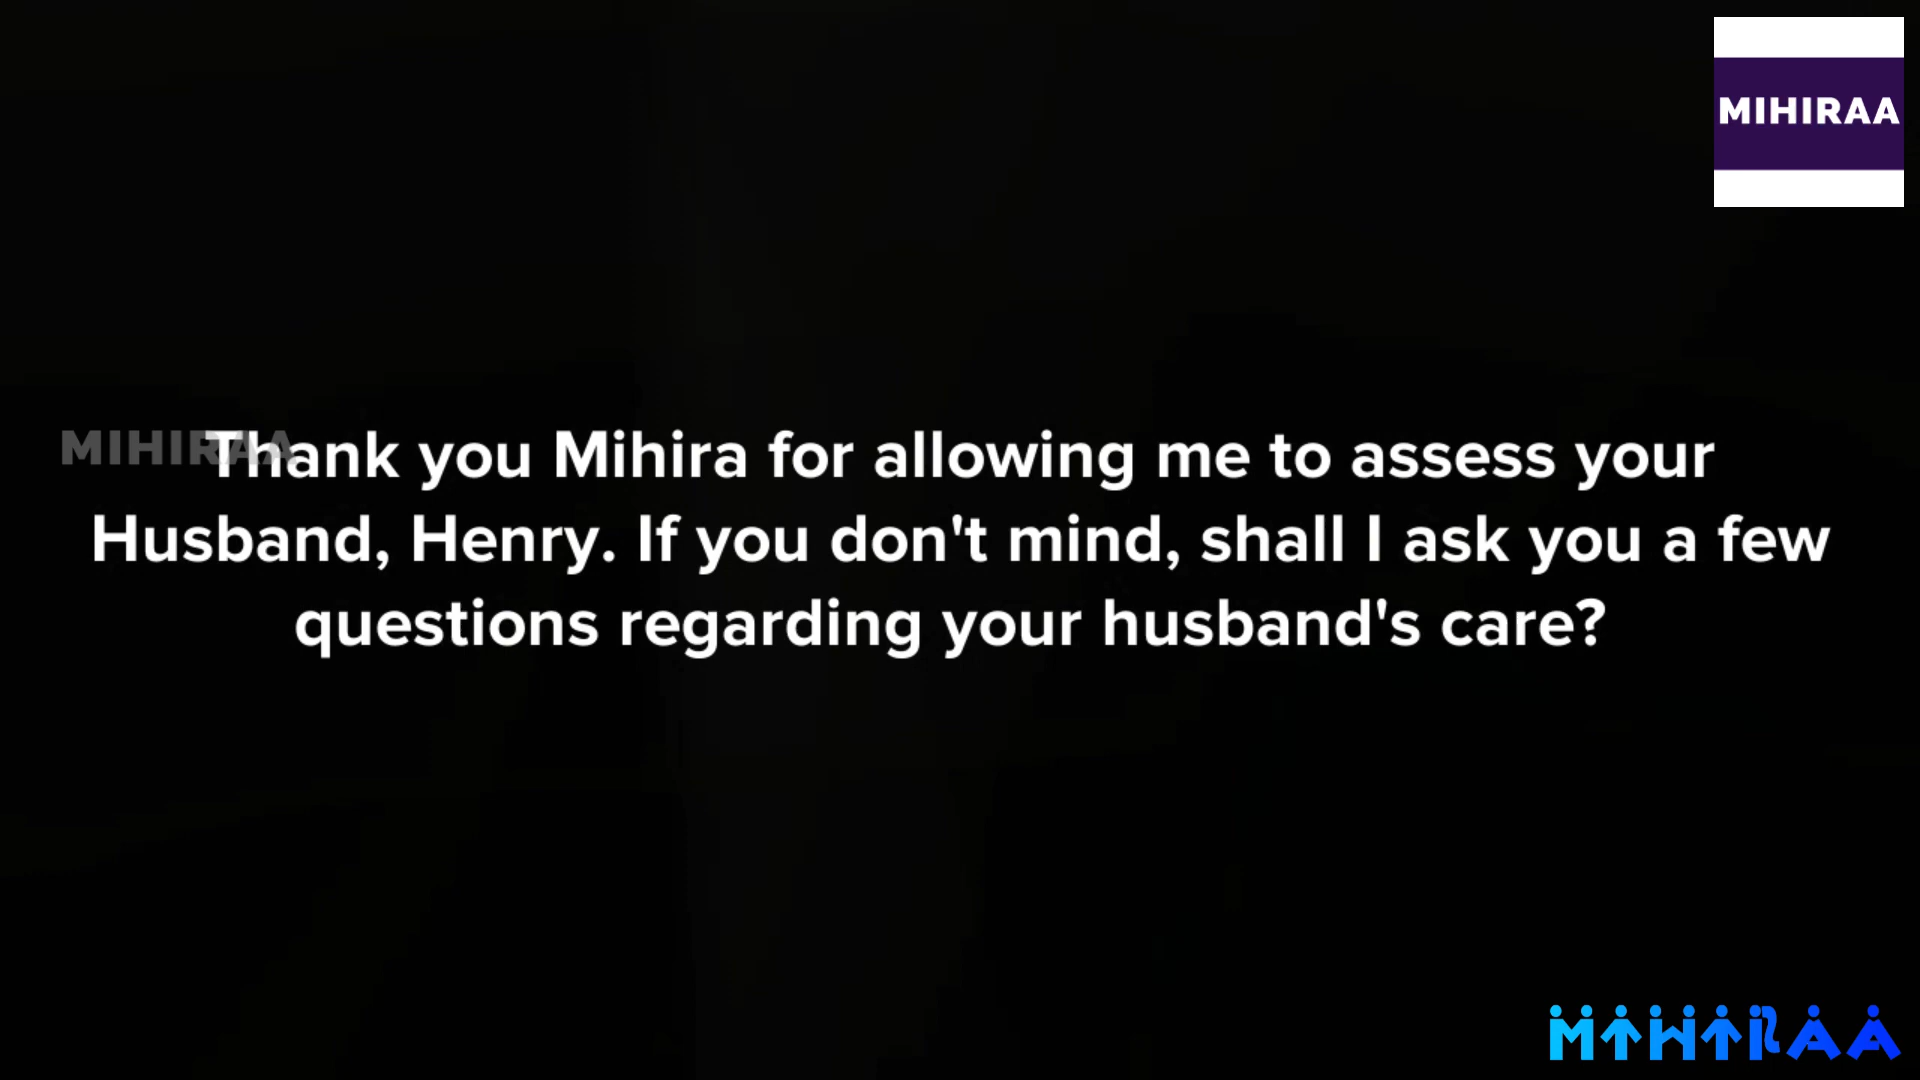 MIHIRAA
MIHIRAA
Thank you Mihira for allowing me to assess your
Husband, Henry. If you don't mind, shall I ask you a few
questions regarding your husband's care?
MIHIRAA